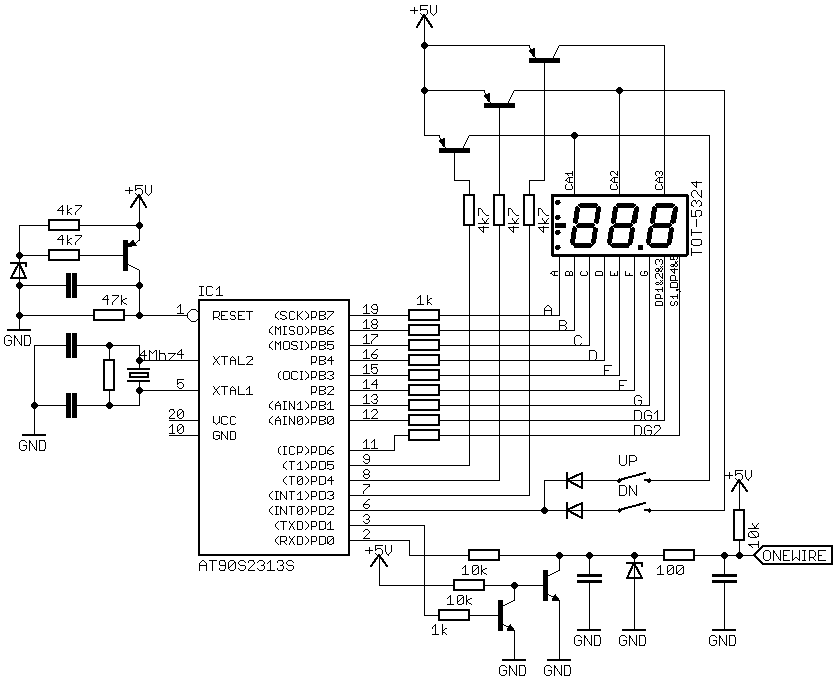 +5V
CA1
CA2
CA3
4k7
4k7
4k7
TOT-5324
A
B
C
D
E
F
G
DP1&2&3
S1,DP4&5
+5V
4k7
4k7
47k
GND
4Mhz
GND
IC1
1 RESET
4 XTAL2
5 XTAL1
20 VCC
10 GND
(SCK)PB7 19
(MISO)PB6 18
(MOSI)PB5 17
PB4 16
(OCI)PB3 15
PB2 14
(AIN1)PB1 13
(AIN0)PB0 12
(ICP)PD6 11
(T1)PD5 9
(T0)PD4 8
(INT1)PD3 7
(INT0)PD2 6
(TXD)PD1 3
(RXD)PD0 2
AT90S2313S
1k
A
B
C
D
F
G
DG1
DG2
UP
DN
+5V
10k
ONEWIRE
+5V
10k
10k
1k
100
GND
GND
GND
GND
GND